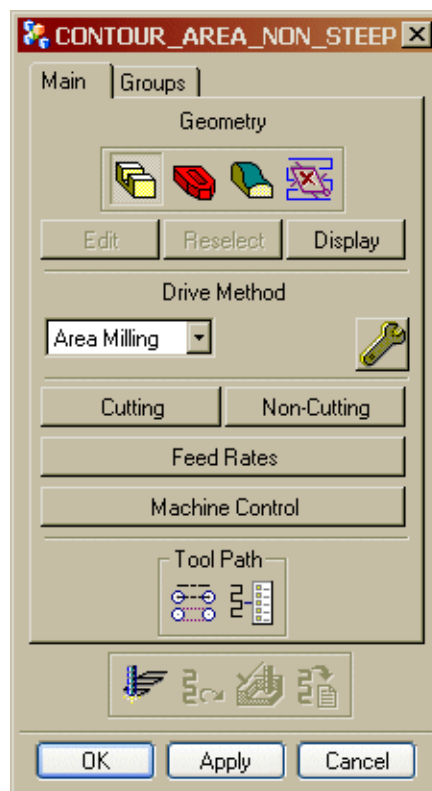 CONTOUR_AREA_NON_STEEP
Main Groups
Geometry
Edit Reselect Display
Drive Method
Area Milling
Cutting Non-Cutting
Feed Rates
Machine Control
Tool Path
OK Apply Cancel